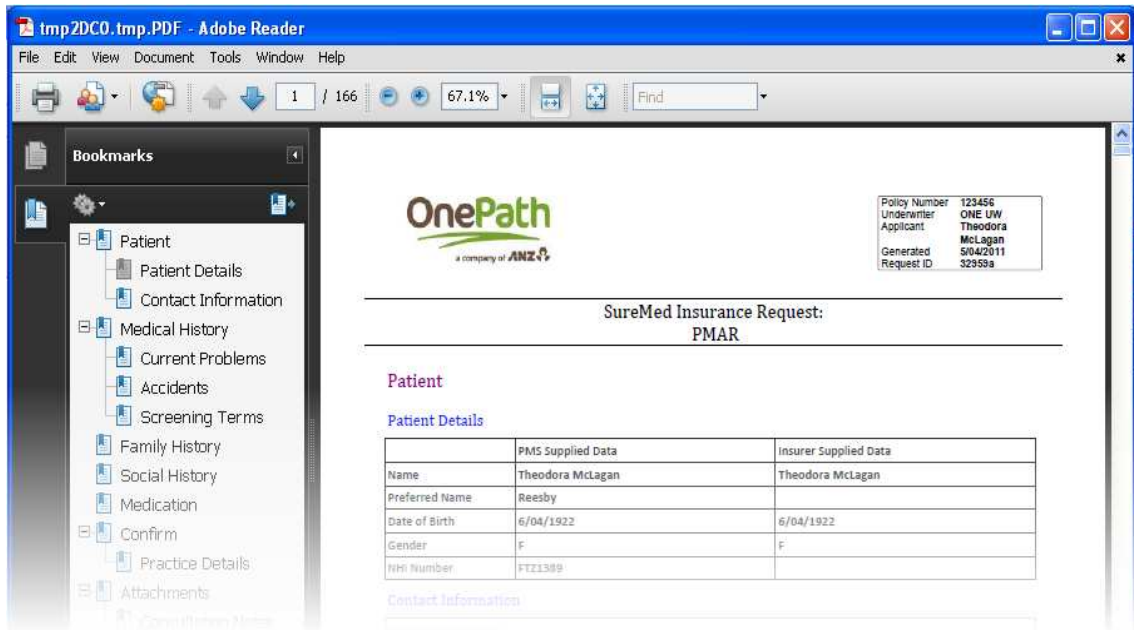 tmp2DC0.tmp.PDF - Adobe Reader
File Edit View Document Tools Window Help
1 / 166 67.1% Find
Bookmarks
Patient
Patient Details
Contact Information
Medical History
Current Problems
Accidents
Screening Terms
Family History
Social History
Medication
Confirm
Practice Details
Attachments
Consultation Notes
OnePath
a company of ANZ
Policy Number 123456
Underwriter ONE UW
Applicant Theodora
McLagan
Generated 5/04/2011
Request ID 32959a
SureMed Insurance Request:
PMAR
Patient
Patient Details
PMS Supplied Data Insurer Supplied Data
Name Theodora McLagan Theodora McLagan
Preferred Name Reesby
Date of Birth 6/04/1922 6/04/1922
Gender F F
NHI Number FTZ1389
Contact Information